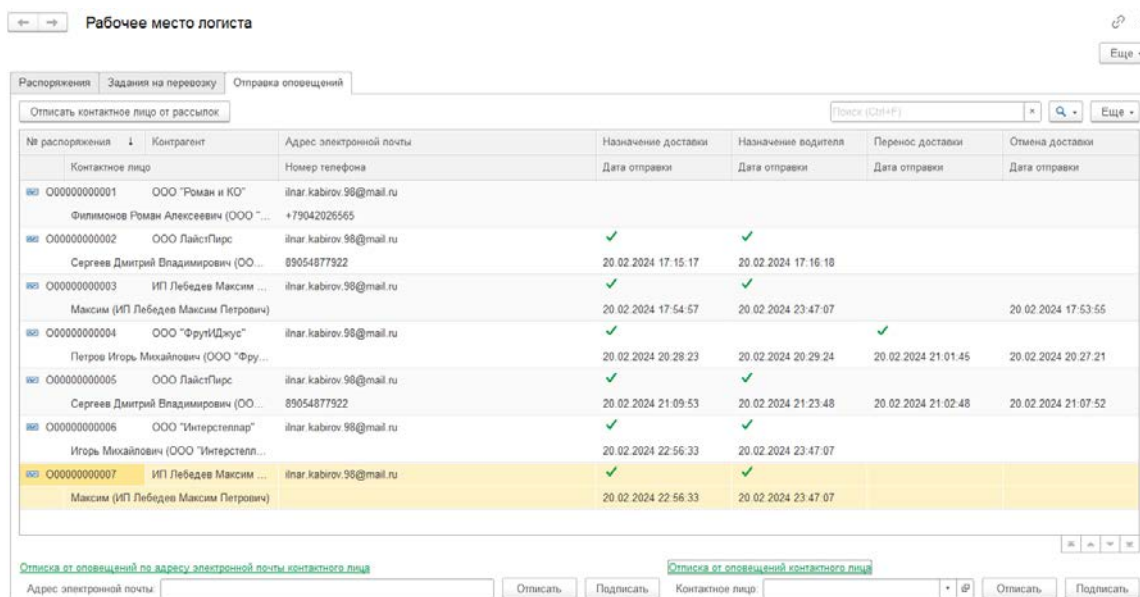 Рабочее место логиста
Еще
Распоряжения Задания на перевозку Отправка оповещений
Отписать контактное лицо от рассылок Поиск (Ctrl+F) × Еще
№ распоряжения ↓ Контрагент Адрес электронной почты Назначение доставки Назначение водителя Перенос доставки Отмена доставки
Контактное лицо Номер телефона Дата отправки Дата отправки Дата отправки Дата отправки
О00000000001 ООО "Роман и КО" ilnar.kabirov.98@mail.ru
Филимонов Роман Алексеевич (ООО "... +79042026565
О00000000002 ООО ЛайстПирс ilnar.kabirov.98@mail.ru ✓ ✓
Сергеев Дмитрий Владимирович (ОО... 89054877922 20.02.2024 17:15:17 20.02.2024 17:16:18
О00000000003 ИП Лебедев Максим ... ilnar.kabirov.98@mail.ru ✓ ✓
Максим (ИП Лебедев Максим Петрович) 20.02.2024 17:54:57 20.02.2024 23:47:07 20.02.2024 17:53:55
О00000000004 ООО "ФрутИДжус" ilnar.kabirov.98@mail.ru ✓ ✓
Петров Игорь Михайлович (ООО "Фру... 20.02.2024 20:28:23 20.02.2024 20:29:24 20.02.2024 21:01:45 20.02.2024 20:27:21
О00000000005 ООО ЛайстПирс ilnar.kabirov.98@mail.ru ✓ ✓
Сергеев Дмитрий Владимирович (ОО... 89054877922 20.02.2024 21:09:53 20.02.2024 21:23:48 20.02.2024 21:02:48 20.02.2024 21:07:52
О00000000006 ООО "Интерстеллар" ilnar.kabirov.98@mail.ru ✓ ✓
Игорь Михайлович (ООО "Интерстелл... 20.02.2024 22:56:33 20.02.2024 23:47:07
О00000000007 ИП Лебедев Максим ... ilnar.kabirov.98@mail.ru ✓ ✓
Максим (ИП Лебедев Максим Петрович) 20.02.2024 22:56:33 20.02.2024 23:47:07
Отписка от оповещений по адресу электронной почты контактного лица Отписка от оповещений контактного лица
Адрес электронной почты: Отписать Подписать Контактное лицо: Отписать Подписать